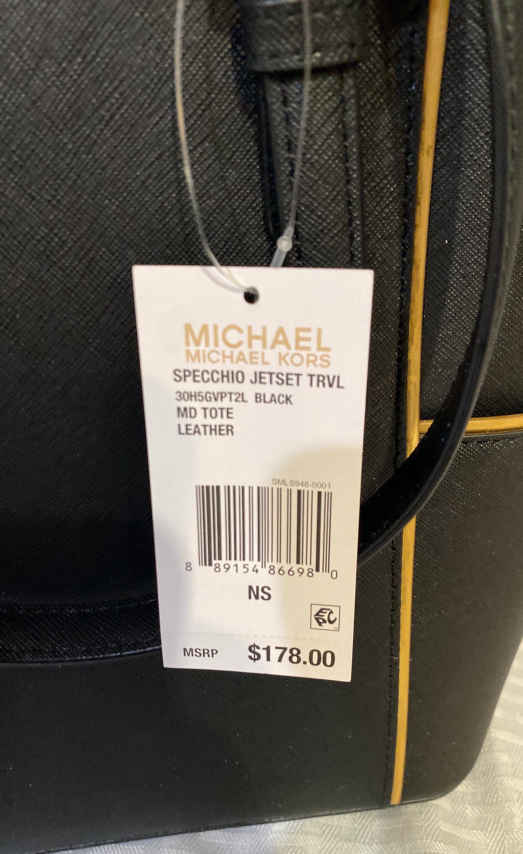 MICHAEL
MICHAEL KORS
SPECCHIO JETSET TRVL
30H5GVPT2L BLACK
MD TOTE
LEATHER
8 89154 86698 0
NS
EPC
MSRP $178.00